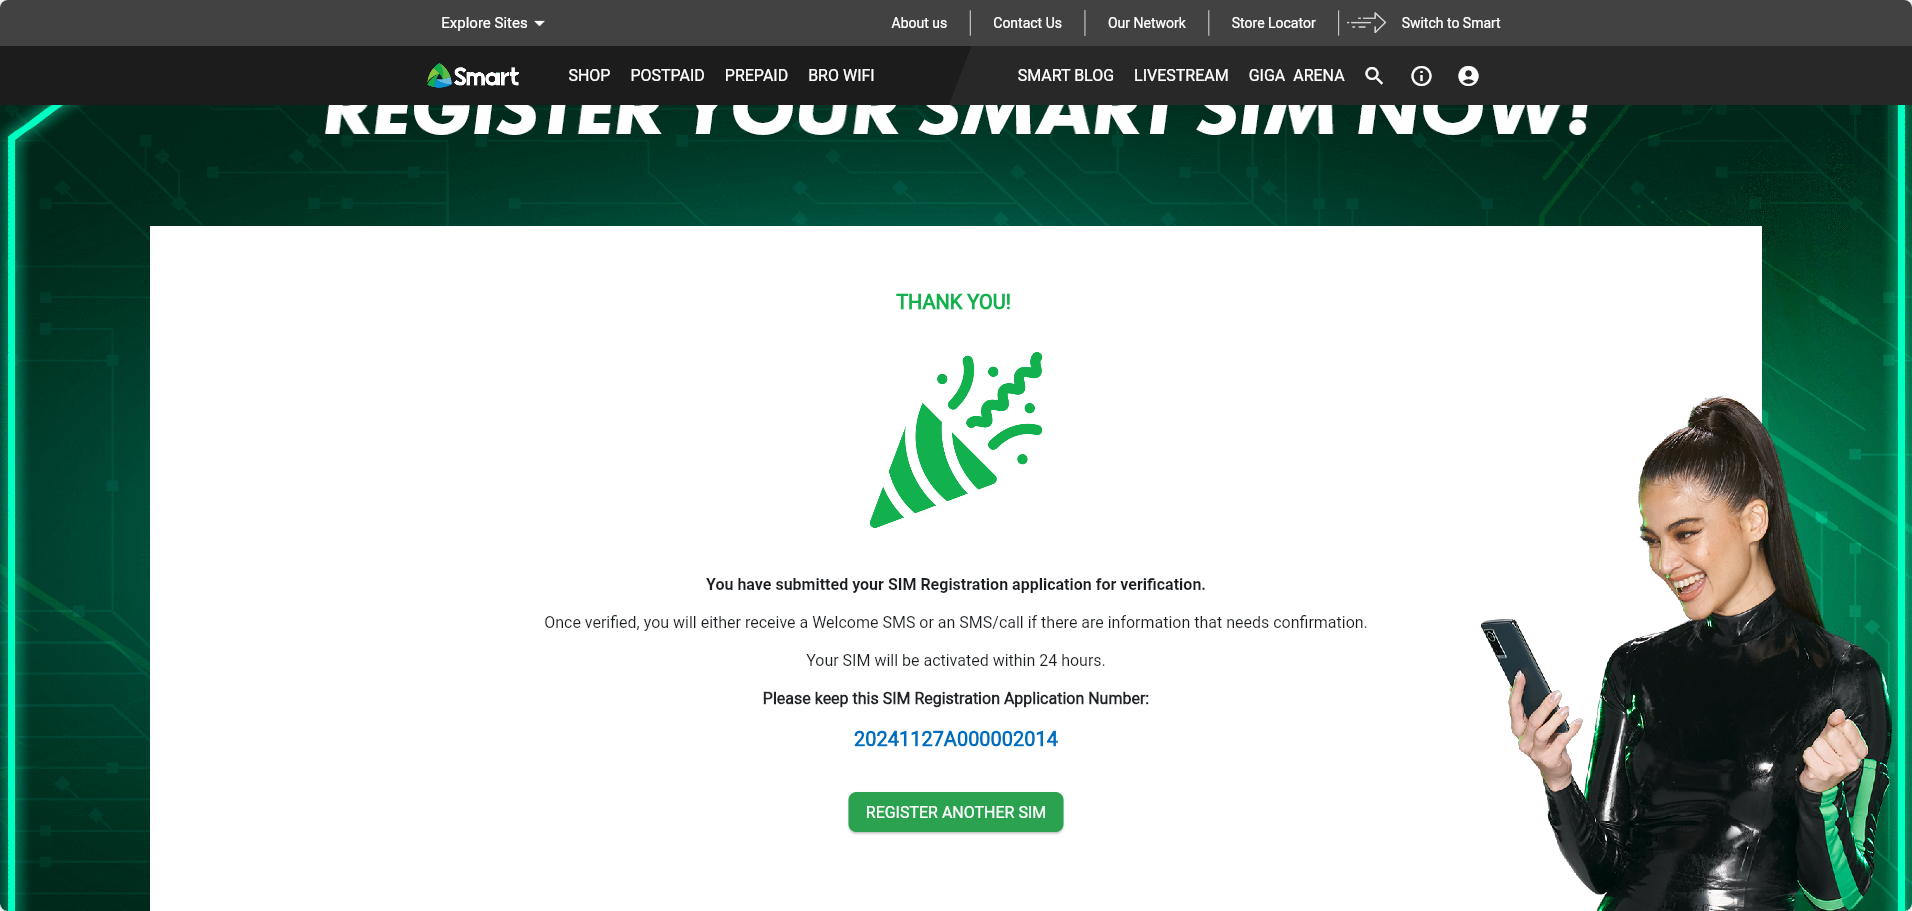 Explore Sites
About us
Contact Us
Our Network
Store Locator
Switch to Smart
Smart
SHOP
POSTPAID
PREPAID
BRO WIFI
SMART BLOG
LIVESTREAM
GIGA ARENA
REGISTER YOUR SMART SIM NOW!
THANK YOU!
You have submitted your SIM Registration application for verification.
Once verified, you will either receive a Welcome SMS or an SMS/call if there are information that needs confirmation.
Your SIM will be activated within 24 hours.
Please keep this SIM Registration Application Number:
20241127A000002014
REGISTER ANOTHER SIM